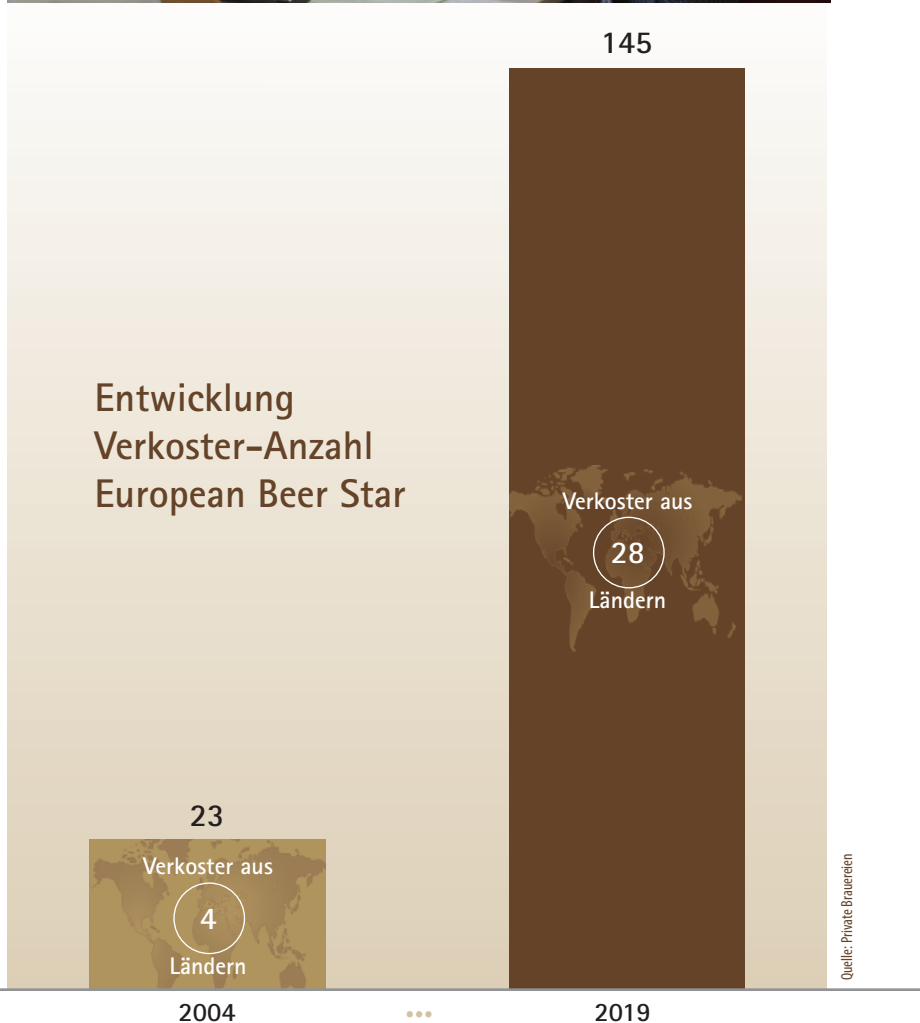 145
Entwicklung
Verkoster-Anzahl
European Beer Star
Verkoster aus
28
Ländern
23
Verkoster aus
4
Ländern
Quelle: Private Brauereien
2004 ••• 2019